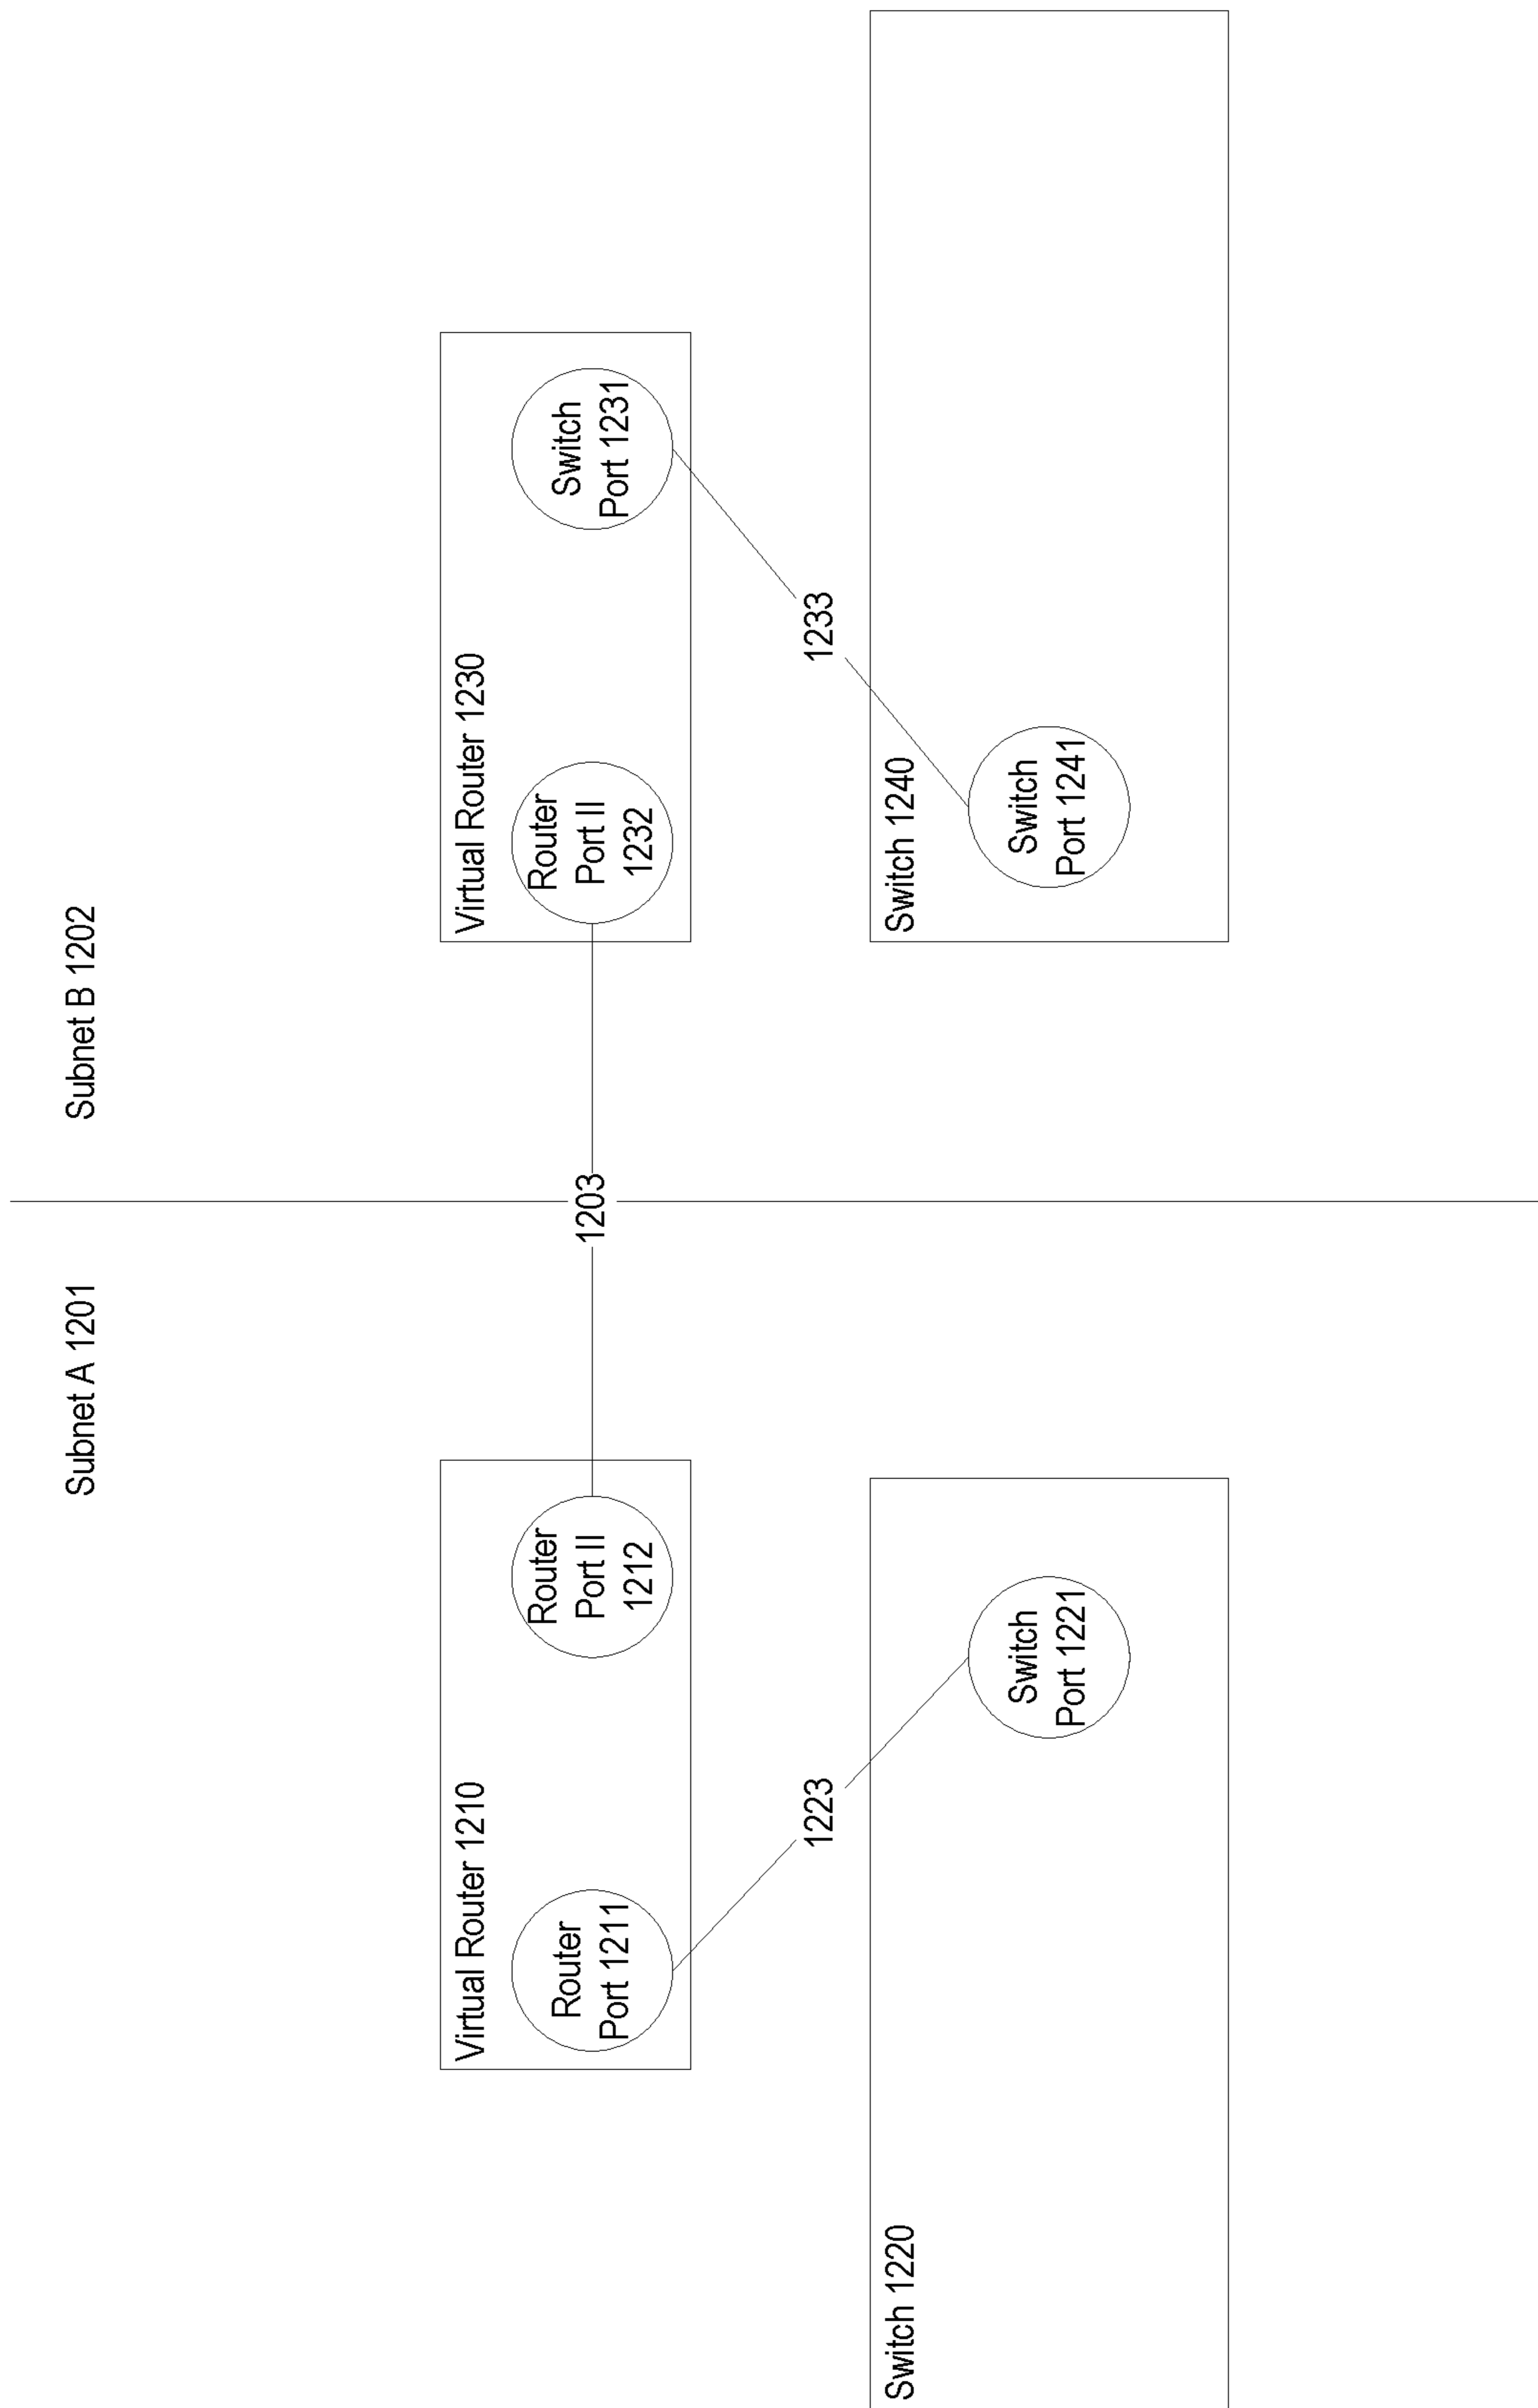 Subnet A 1201
Subnet B 1202
Virtual Router 1210
Router
Port 1211
Router
Port II
1212
1203
Virtual Router 1230
Router
Port II
1232
Switch
Port 1231
1223
1233
Switch 1220
Switch
Port 1221
Switch 1240
Switch
Port 1241